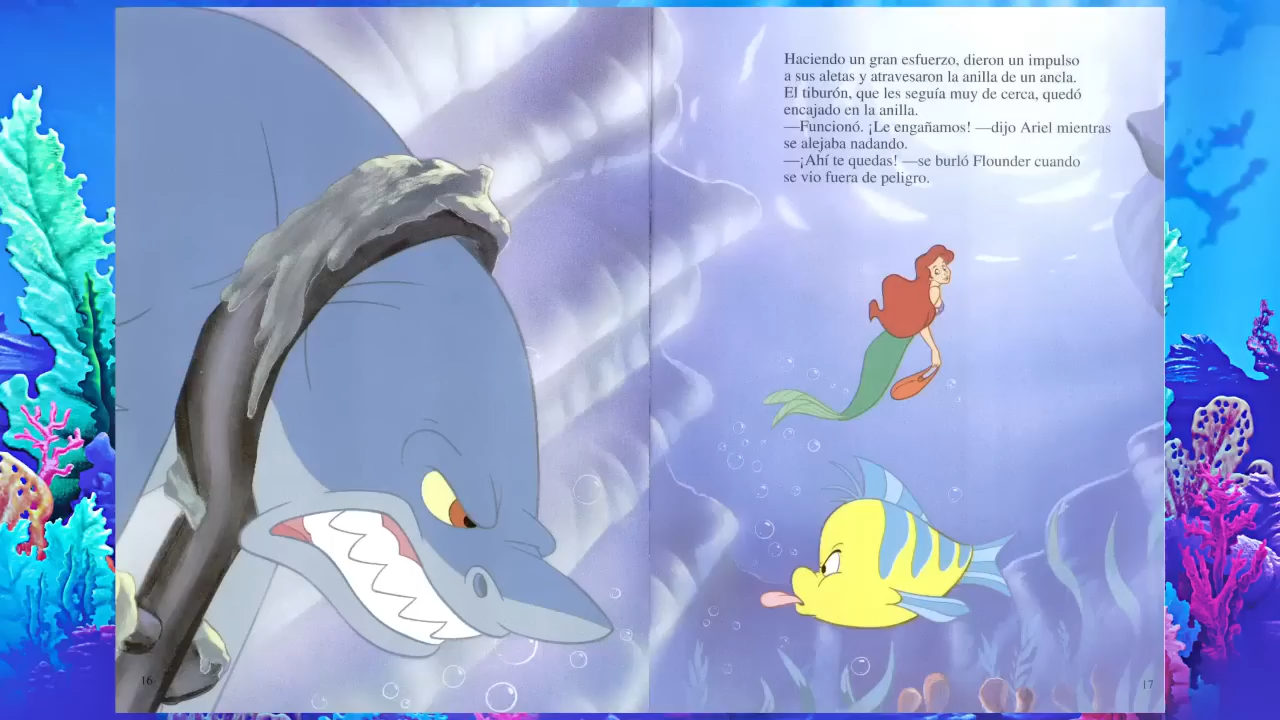 Haciendo un gran esfuerzo, dieron un impulso
a sus aletas y atravesaron la anilla de un ancla.
El tiburón, que les seguía muy de cerca, quedó
encajado en la anilla.
—Funcionó. ¡Le engañamos! —dijo Ariel mientras
se alejaba nadando.
—¡Ahí te quedas! —se burló Flounder cuando
se vio fuera de peligro.
16
17